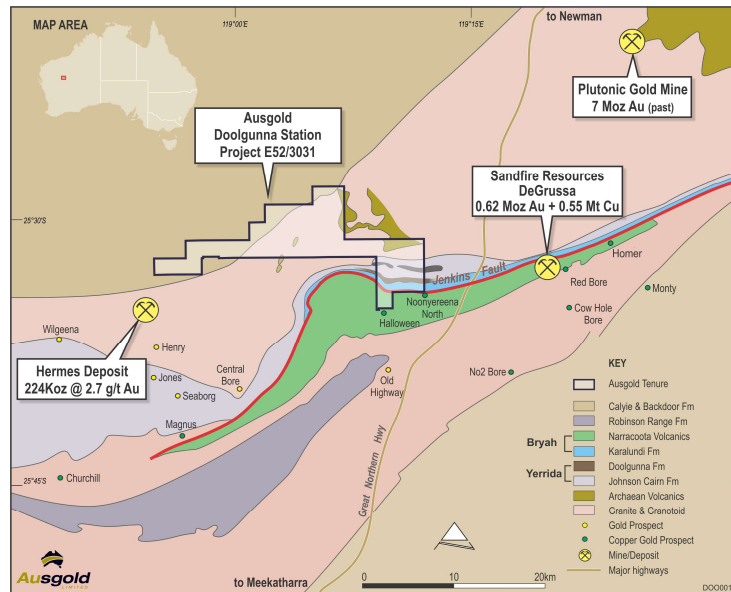 MAP AREA
119°00'E
119°15'E
to Newman
Plutonic Gold Mine
7 Moz Au (past)
Ausgold
Doolgunna Station
Project E52/3031
Sandfire Resources
DeGrussa
0.62 Moz Au + 0.55 Mt Cu
25°30'S
Jenkins Fault
Homer
Red Bore
Monty
Noonyereena
North
Cow Hole
Bore
Halloween
Wilgeena
Henry
Hermes Deposit
224Koz @ 2.7 g/t Au
Jones
Central
Bore
Seaborg
Old
Highway
No2 Bore
Magnus
Churchill
25°45'S
Great Northern Hwy
KEY
Ausgold Tenure
Calyie & Backdoor Fm
Robinson Range Fm
Bryah
Narracoota Volcanics
Karalundi Fm
Yerrida
Doolgunna Fm
Johnson Cairn Fm
Archaean Volcanics
Granite & Granotoid
Gold Prospect
Copper Gold Prospect
Mine/Deposit
Major highways
Ausgold
LIMITED
to Meekatharra
0 10 20km
DOO001